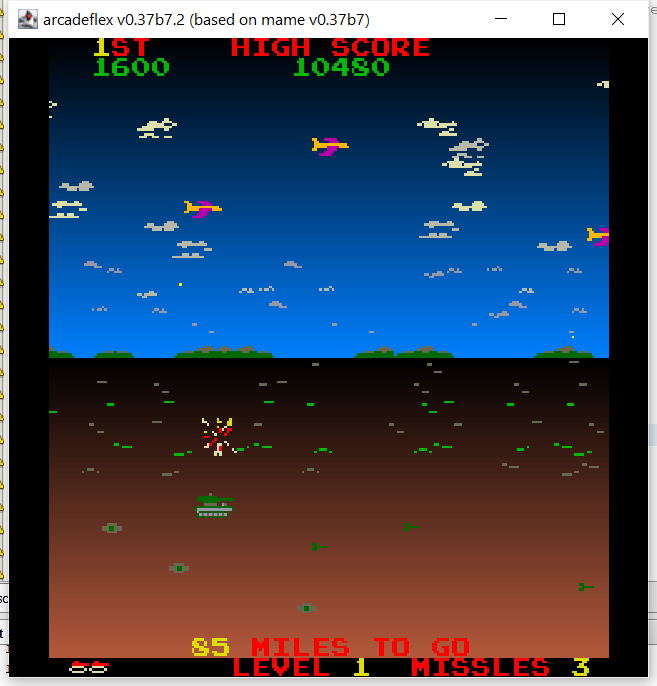 arcadeflex v0.37b7.2 (based on mame v0.37b7)
1ST HIGH SCORE
1600 10480
85 MILES TO GO
LEVEL 1 MISSLES 3